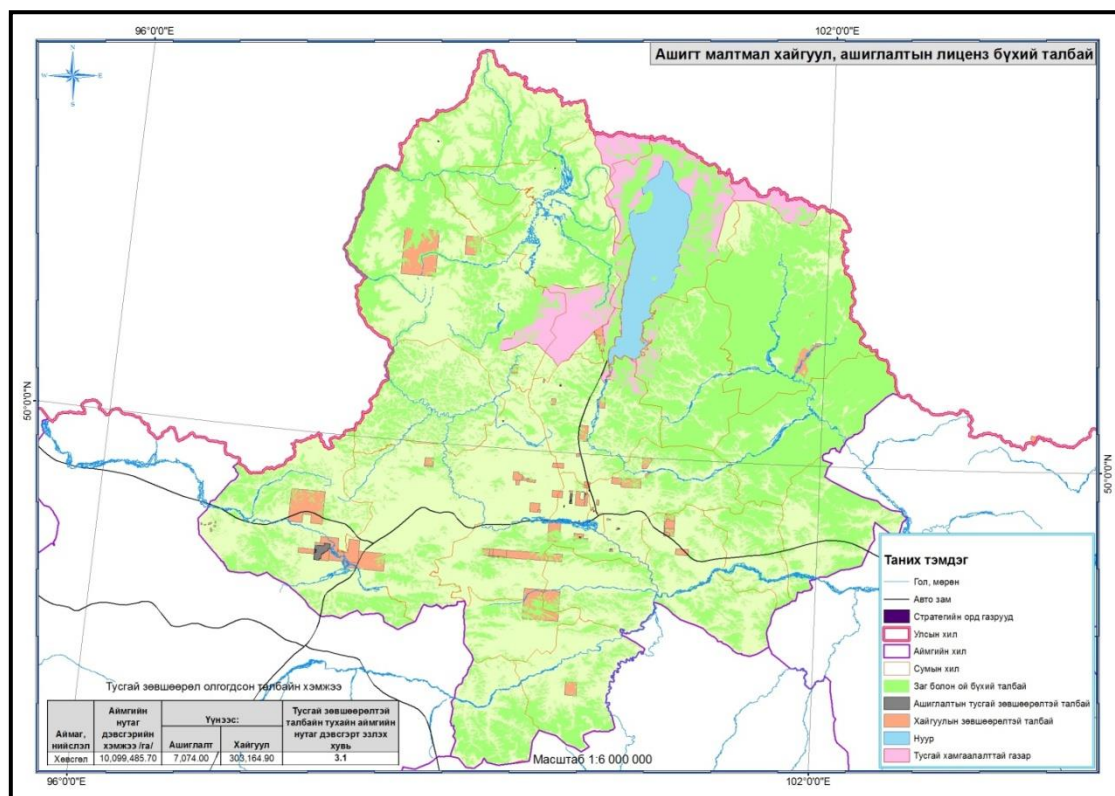 96°0'0"E
102°0'0"E
Ашигт малтмал хайгуул, ашиглалтын лиценз бүхий талбай
N
W
E
S
50°0'0"N
50°0'0"N
Таних тэмдэг
Гол, мөрөн
Авто зам
Стратегийн орд газрууд
Улсын хил
Аймгийн хил
Сумын хил
Заг болон ой бүхий талбай
Ашиглалтын тусгай зөвшөөрөлтэй талбай
Хайгуулын зөвшөөрөлтэй талбай
Нуур
Тусгай хамгаалалттай газар
Тусгай зөвшөөрөл олгогдсон талбайн хэмжээ
Аймаг, нийслэл
Аймгийн нутаг дэвсгэрийн хэмжээ /га/
Үүнээс:
Ашиглалт
Хайгуул
Тусгай зөвшөөрөлтэй талбайн тухайн аймгийн нутаг дэвсгэрт эзлэх хувь
Хөвсгөл 10,099,485.70 7,074.00 303,164.90 3.1
Масштаб 1:6 000 000
96°0'0"E
102°0'0"E